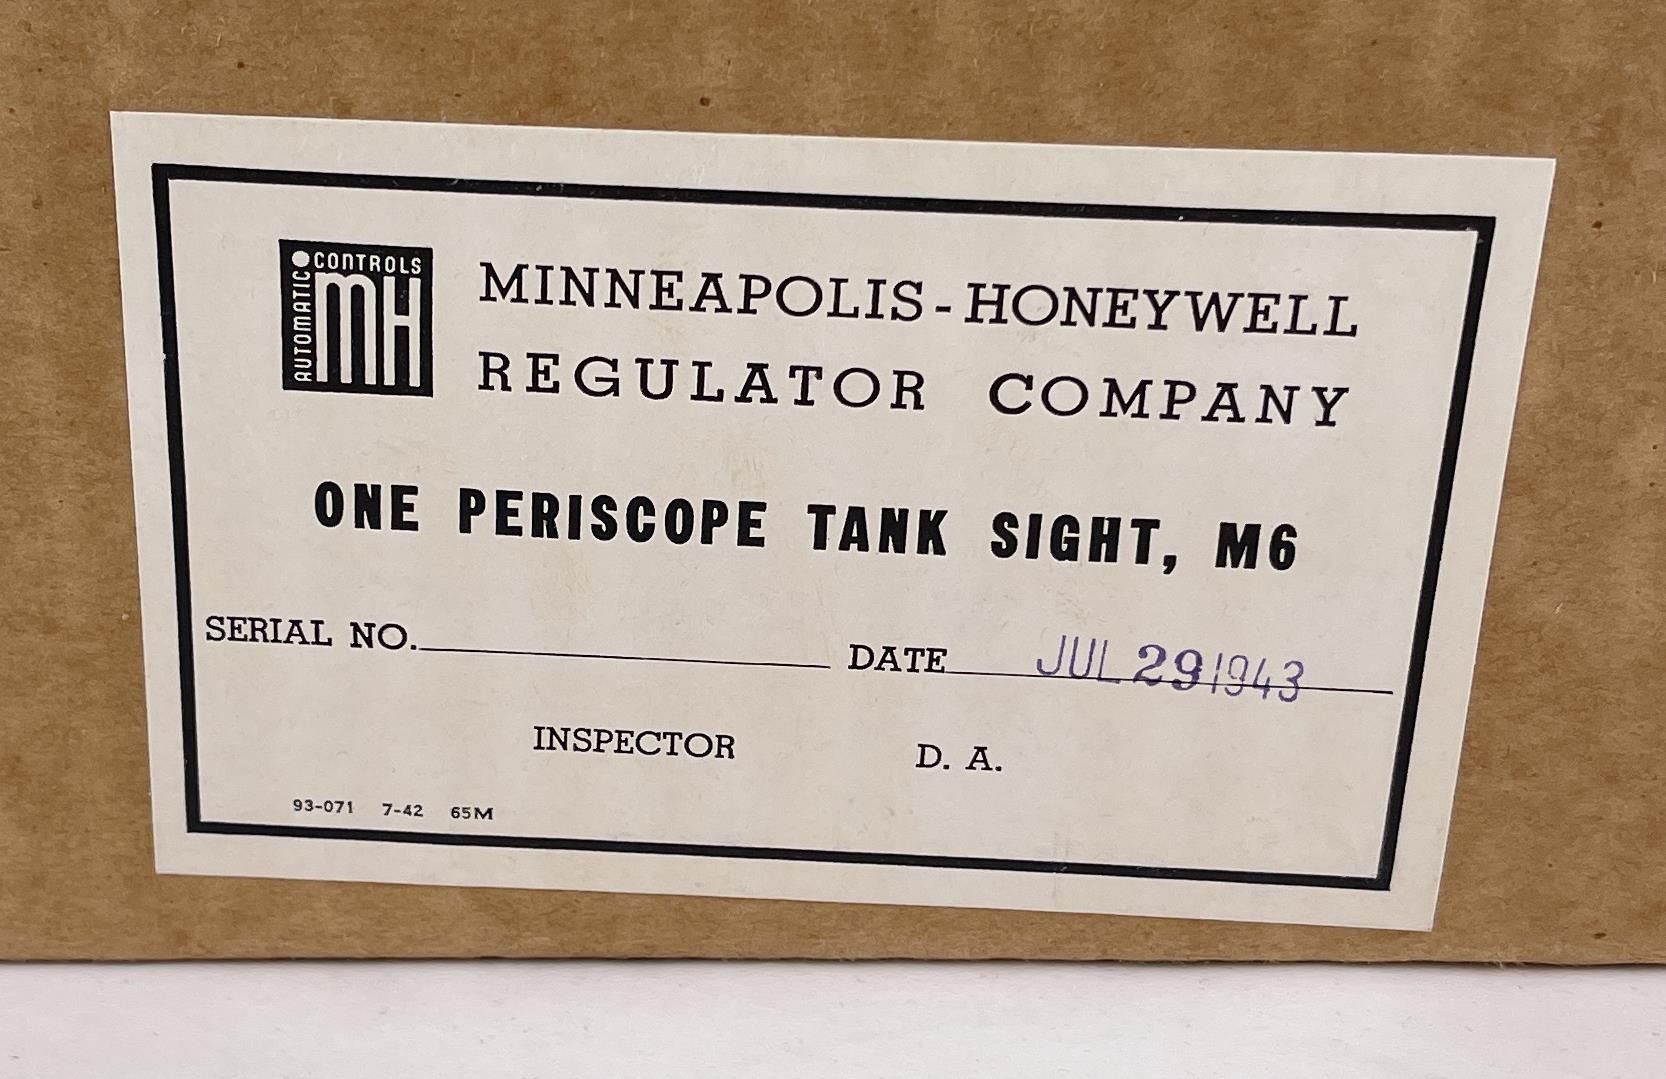 AUTOMATIC CONTROLS
MH
MINNEAPOLIS-HONEYWELL
REGULATOR COMPANY
ONE PERISCOPE TANK SIGHT, M6
SERIAL NO. DATE JUL 29 1943
INSPECTOR D. A.
93-071 7-42 65M